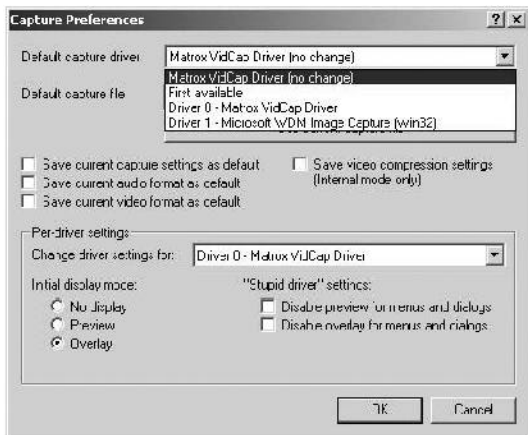 Capture Preferences
Default capture driver Matrox VidCap Driver (no change)
Matrox VidCap Driver (no change)
First available
Default capture file
Driver 0 - Matrox VidCap Driver
Driver 1 - Microsoft WDM Image Capture (Win32)
Save current capture settings as default
Save video compression settings
(Internal mode only)
Save current audio format as default
Save current video format as default
Per-driver settings
Change driver settings for: Driver 0 - Matrox VidCap Driver
Initial display mode:
"Stupid driver" settings:
No display
Disable preview for menus and dialogs
Preview
Disable overlay for menus and dialogs
Overlay
OK
Cancel